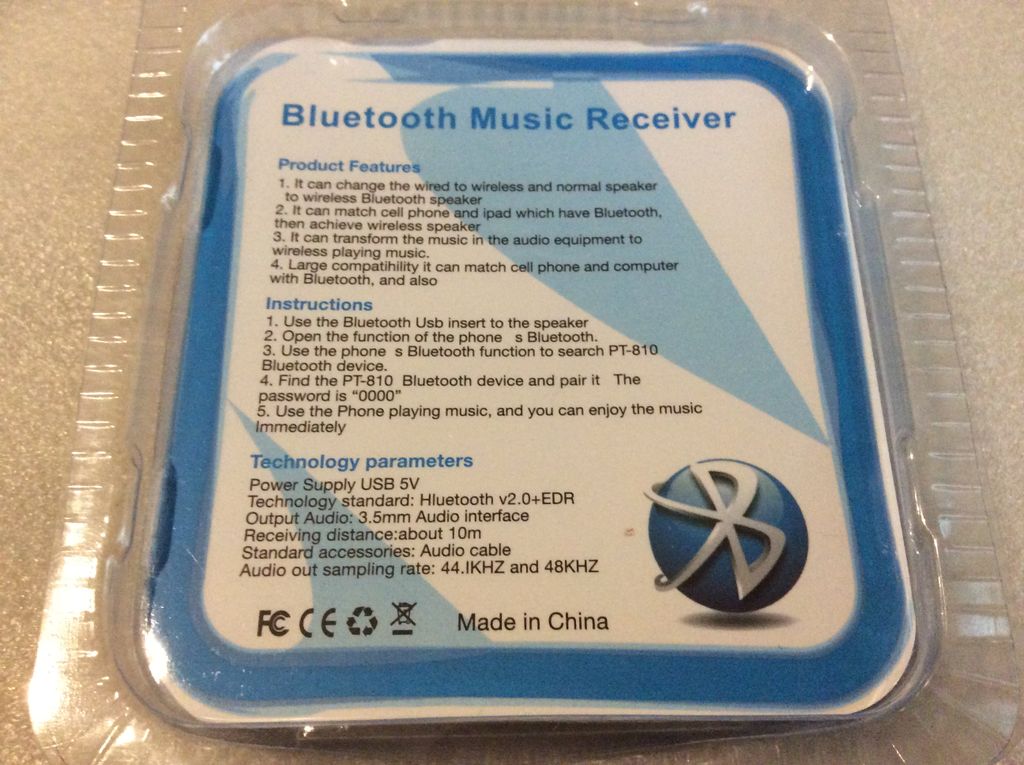 Bluetooth Music Receiver
Product Features
1. It can change the wired to wireless and normal speaker
to wireless Bluetooth speaker
2. It can match cell phone and ipad which have Bluetooth,
then achieve wireless speaker
3. It can transform the music in the audio equipment to
wireless playing music.
4. Large compatihility it can match cell phone and computer
with Bluetooth, and also
Instructions
1. Use the Bluetooth Usb insert to the speaker
2. Open the function of the phone s Bluetooth.
3. Use the phone s Bluetooth function to search PT-810
Bluetooth device.
4. Find the PT-810 Bluetooth device and pair it The
password is “0000”
5. Use the Phone playing music, and you can enjoy the music
Immediately
Technology parameters
Power Supply USB 5V
Technology standard: Hluetooth v2.0+EDR
Output Audio: 3.5mm Audio interface
Receiving distance:about 10m
Standard accessories: Audio cable
Audio out sampling rate: 44.IKHZ and 48KHZ
FC CE Made in China